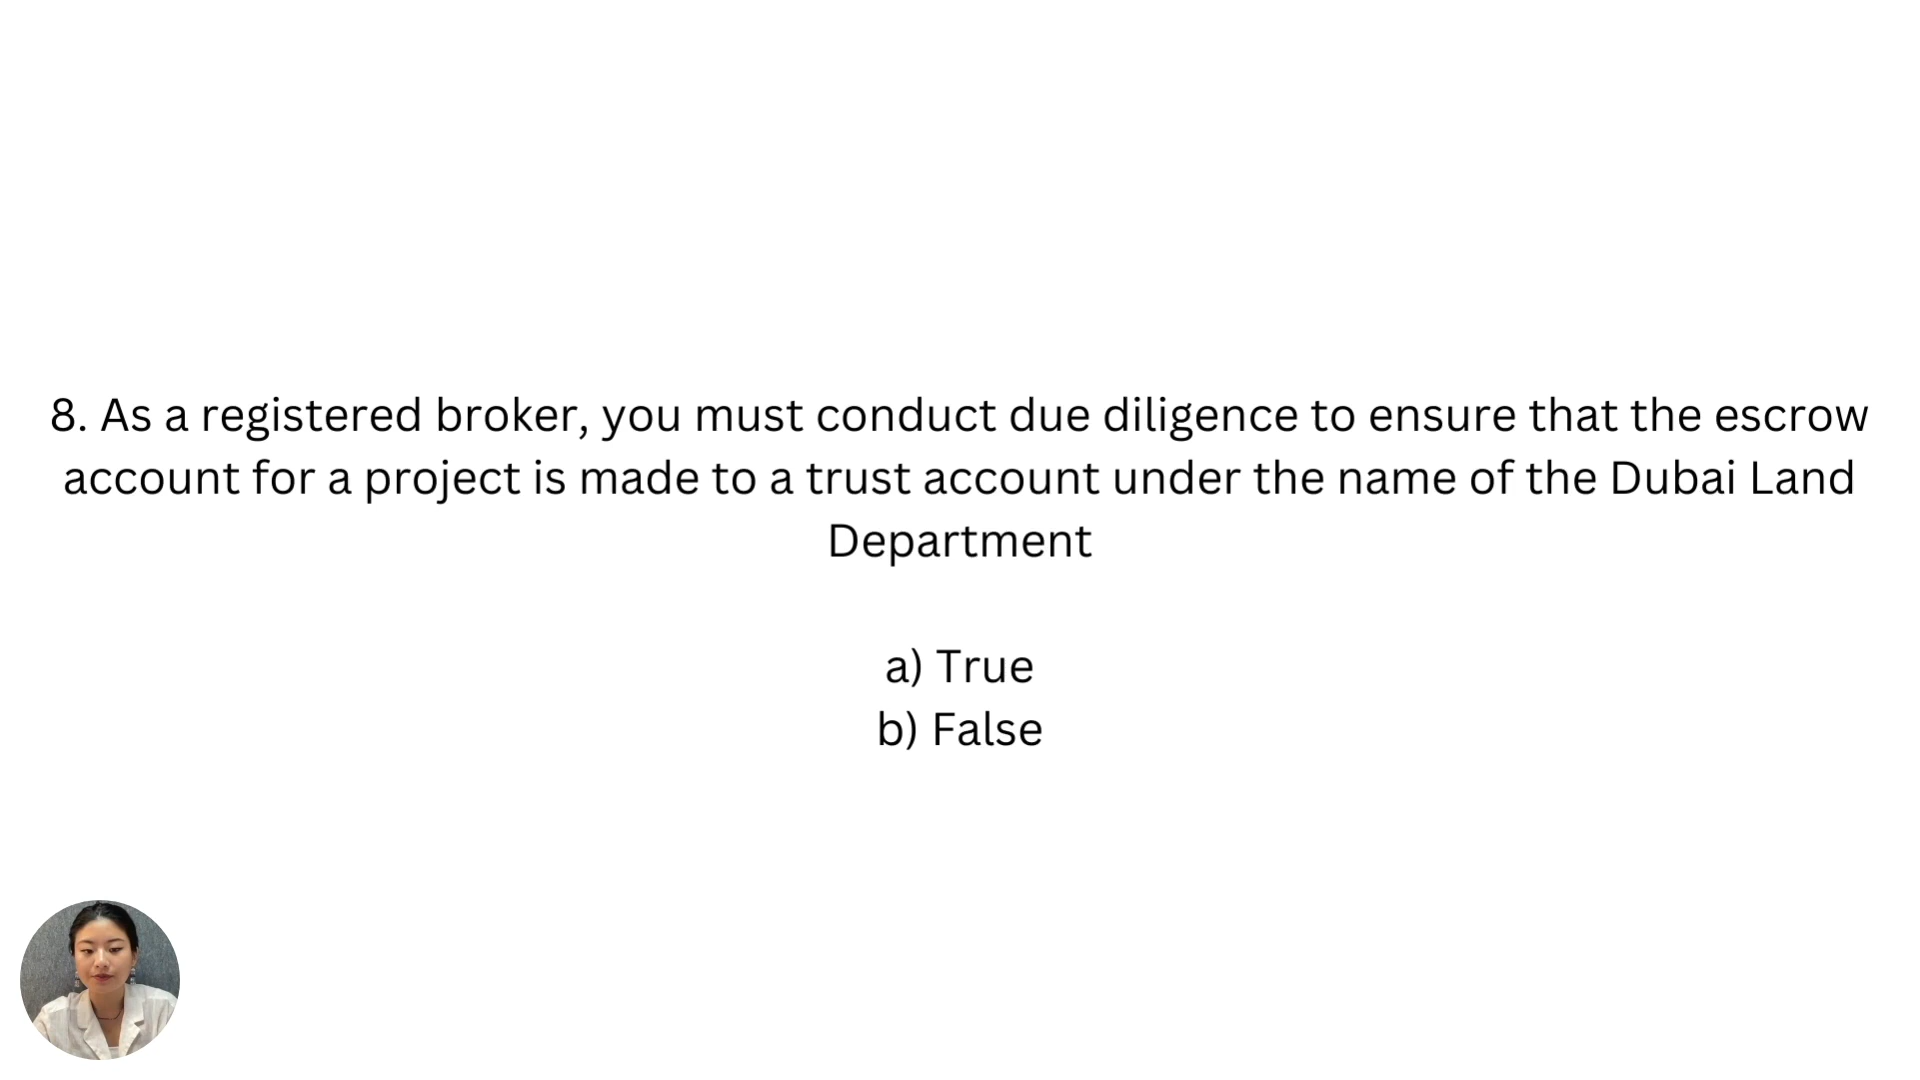 8. As a registered broker, you must conduct due diligence to ensure that the escrow
account for a project is made to a trust account under the name of the Dubai Land
Department
a) True
b) False